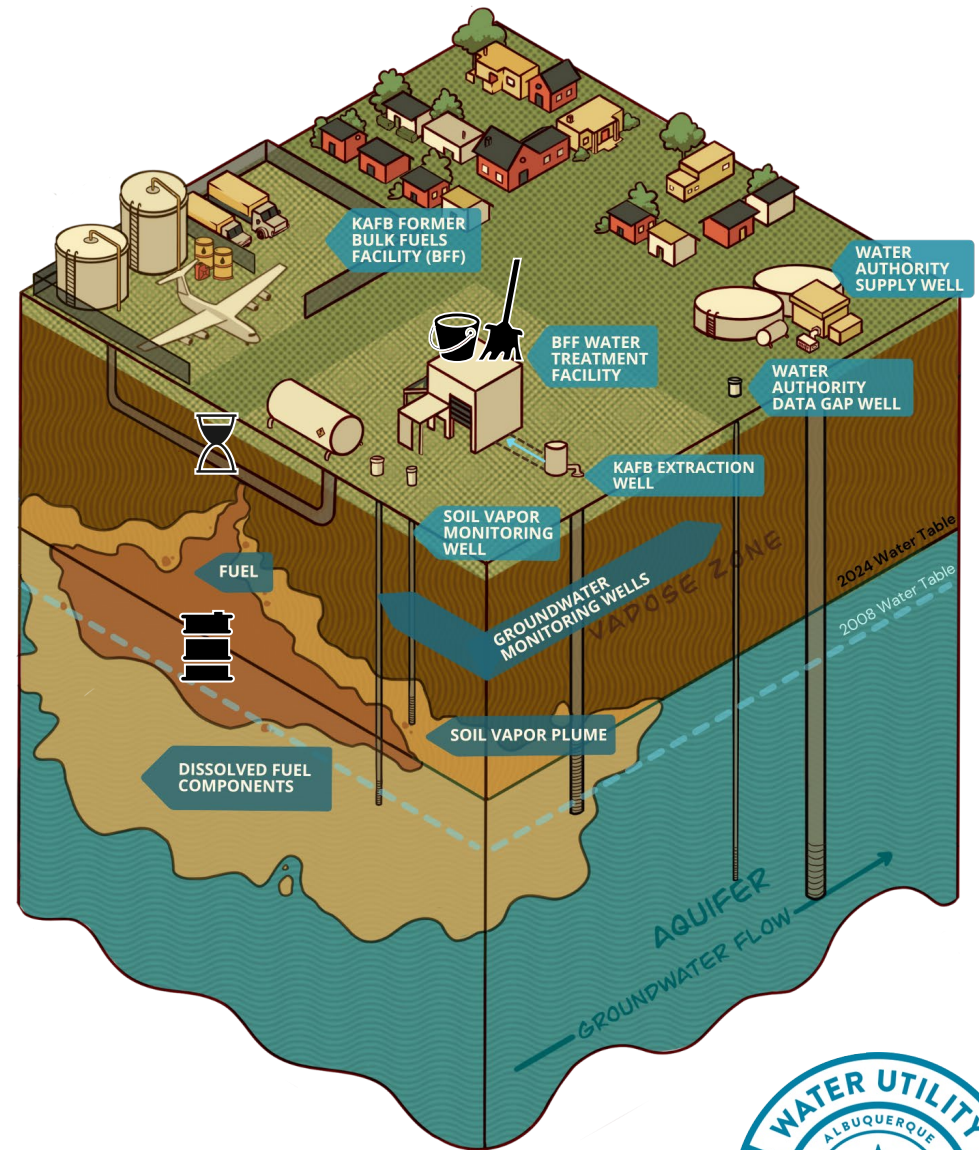 KAFB FORMER
BULK FUELS
FACILITY (BFF)
WATER
AUTHORITY
SUPPLY WELL
BFF WATER
TREATMENT
FACILITY
WATER
AUTHORITY
DATA GAP WELL
KAFB EXTRACTION
WELL
SOIL VAPOR
MONITORING
WELL
2024 Water Table
VAPOSE ZONE
FUEL
GROUNDWATER
MONITORING WELLS
2008 Water Table
SOIL VAPOR PLUME
DISSOLVED FUEL
COMPONENTS
AQUIFER
GROUNDWATER FLOW
WATER UTILITY
ALBUQUERQUE